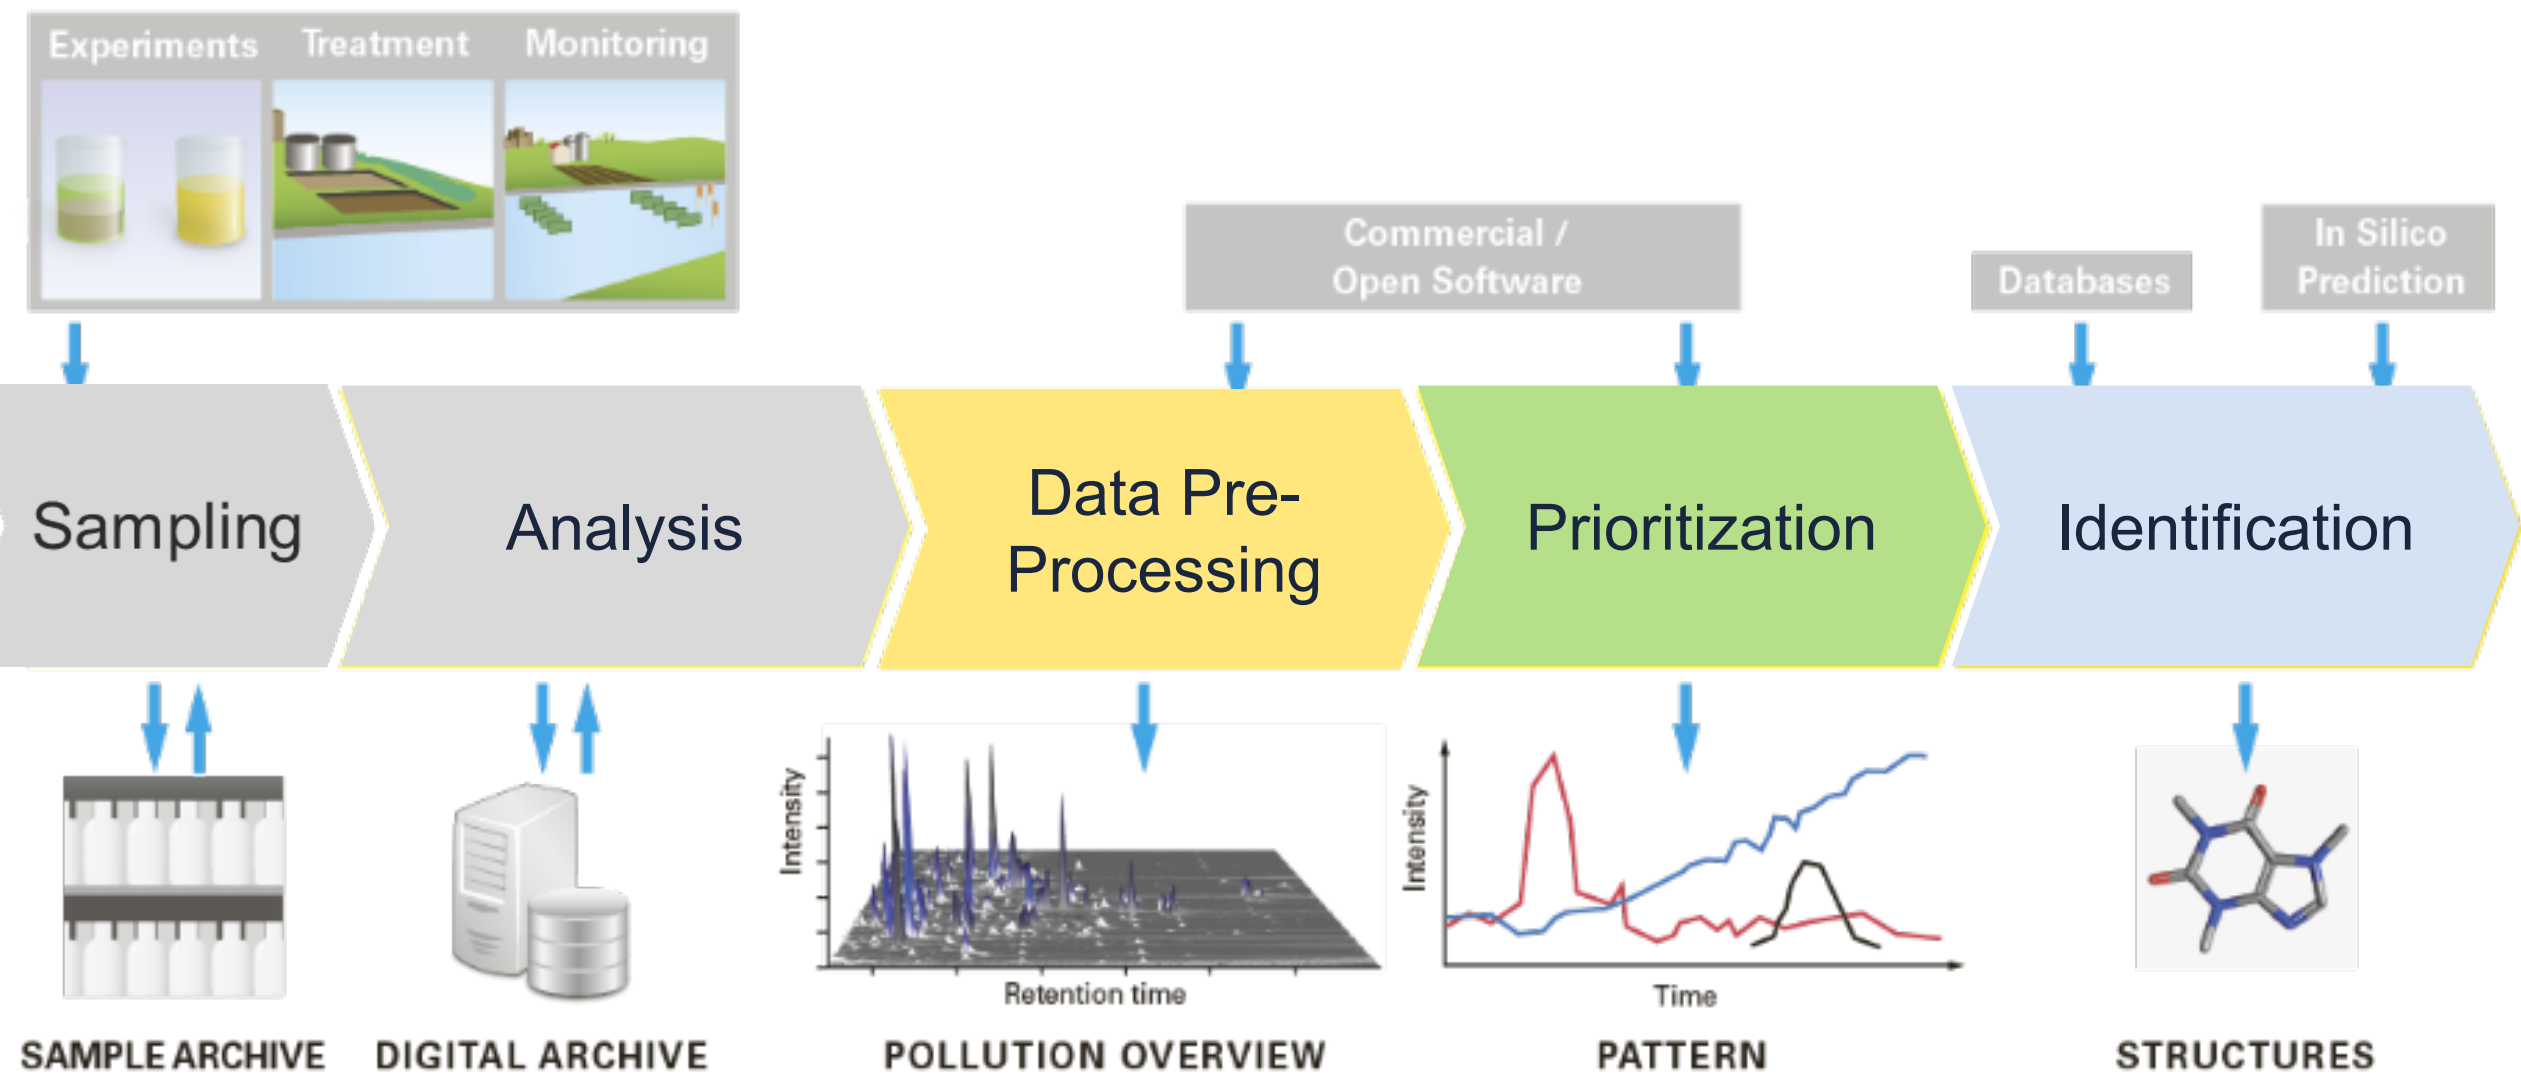 Experiments Treatment Monitoring
Commercial /
Open Software
Databases
In Silico
Prediction
Sampling
Analysis
Data Pre-
Processing
Prioritization
Identification
Intensity
Retention time
Intensity
Time
SAMPLE ARCHIVE
DIGITAL ARCHIVE
POLLUTION OVERVIEW
PATTERN
STRUCTURES